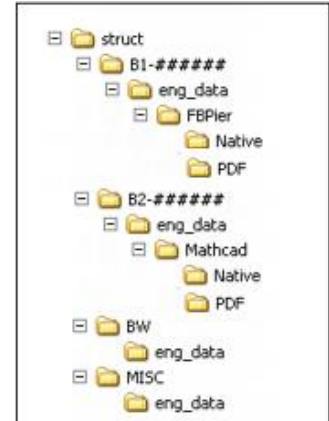 struct
B1-######
eng_data
FBPier
Native
PDF
B2-######
eng_data
Mathcad
Native
PDF
BW
eng_data
MISC
eng_data